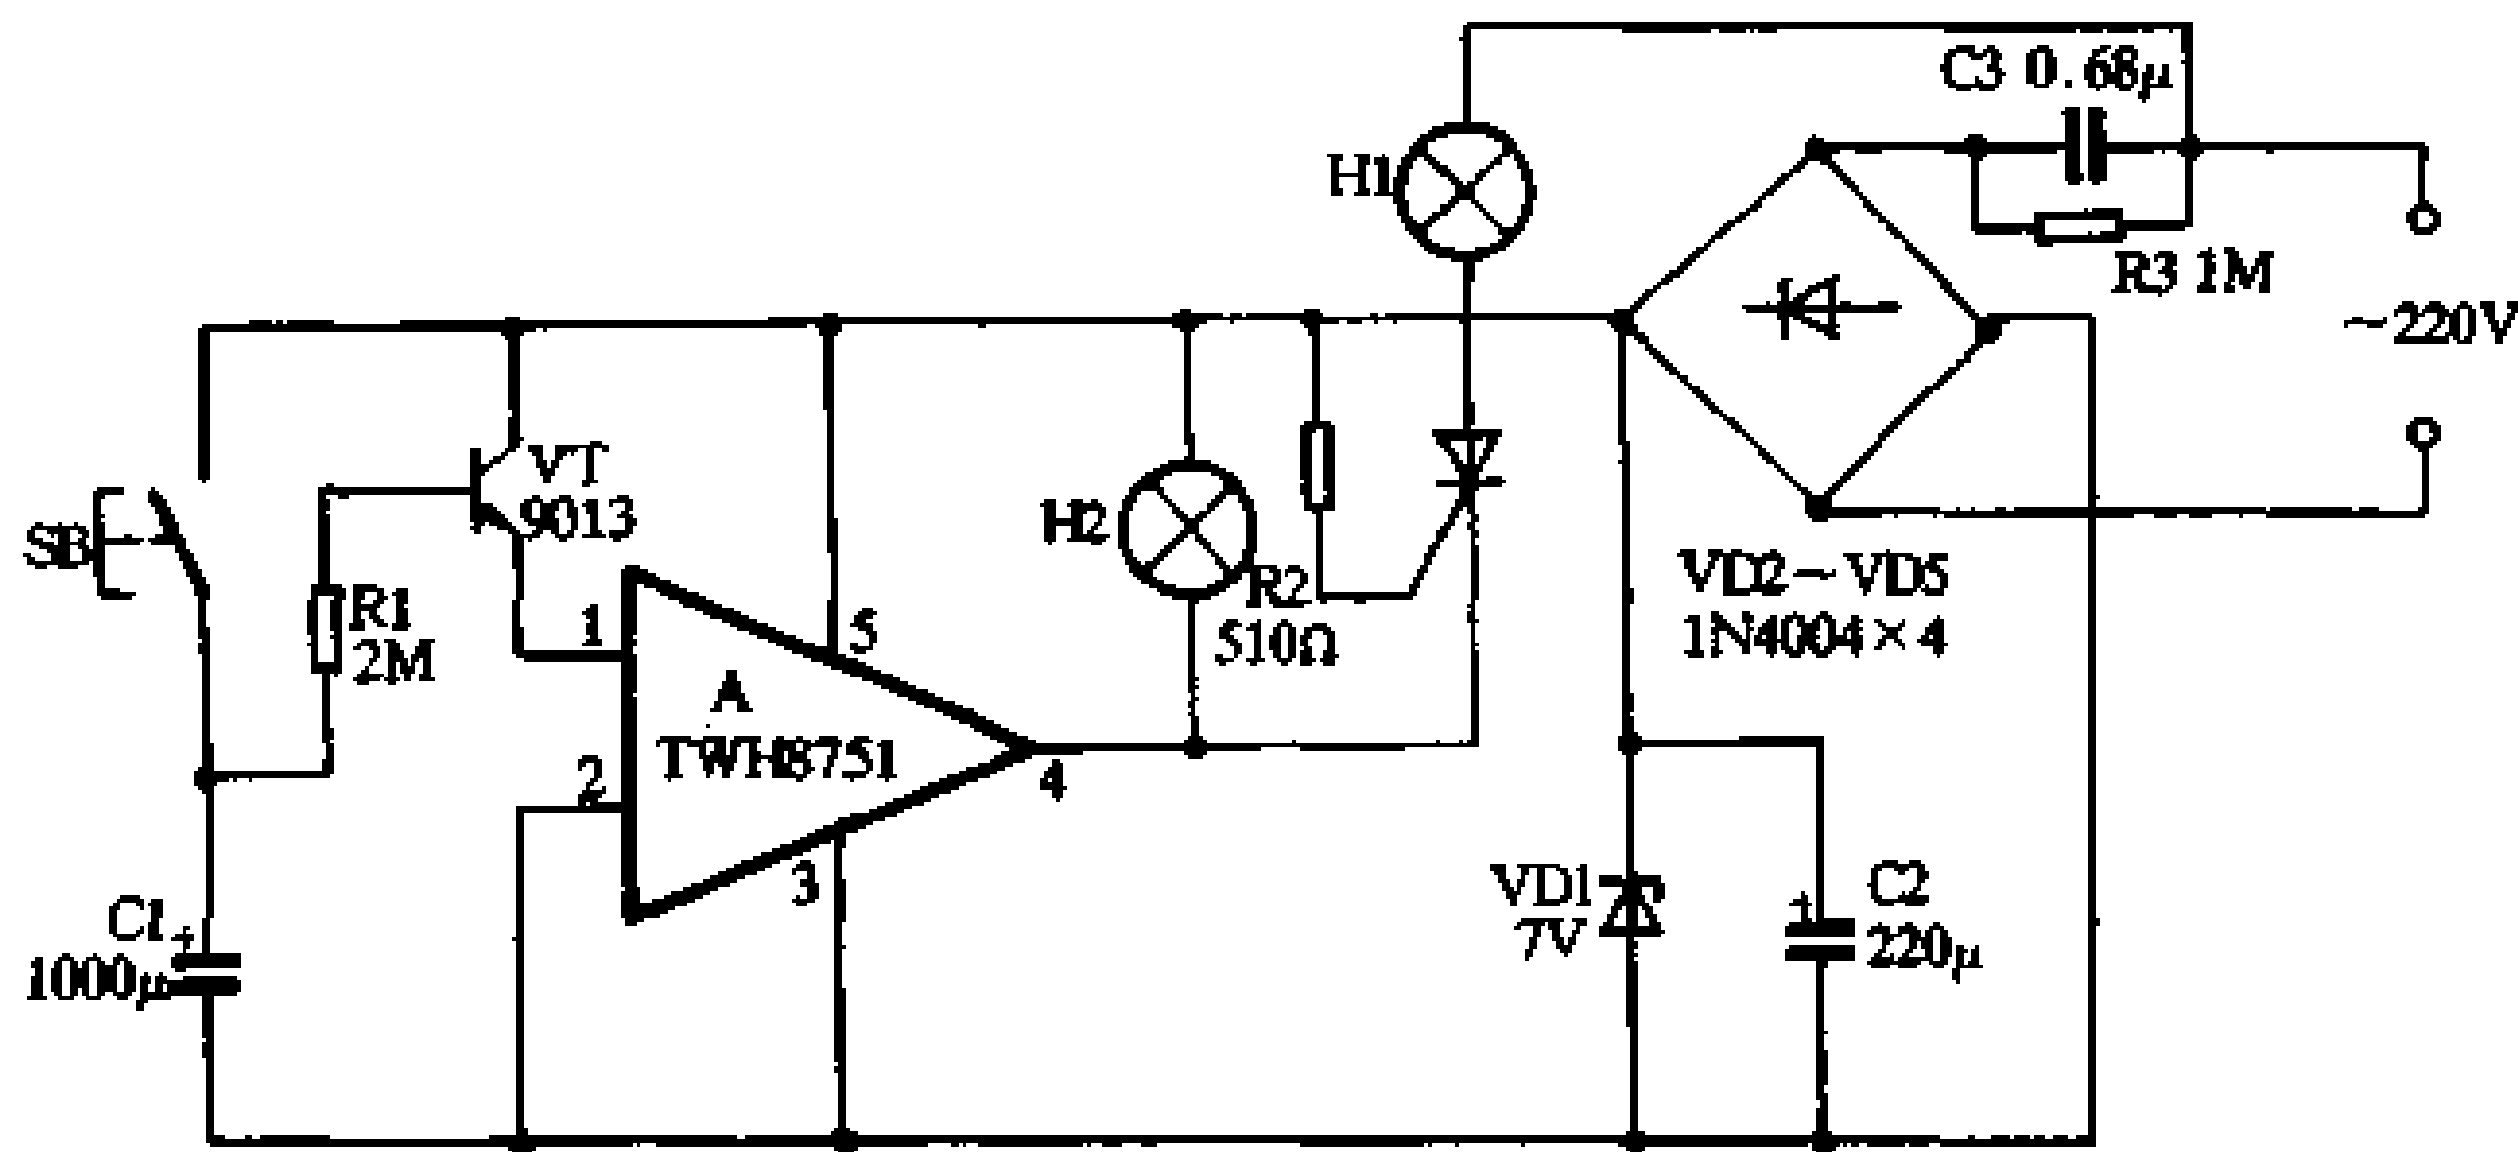 C3 0.68μ
H1
R3 1M
~220V
VT
9013
SB
H2
R2
510Ω
VD2~VD5
1N4004×4
R1
2M
1
5
A
TWH8751
2
4
3
VD1
7V
C2
+
220μ
C1
+
1000μ